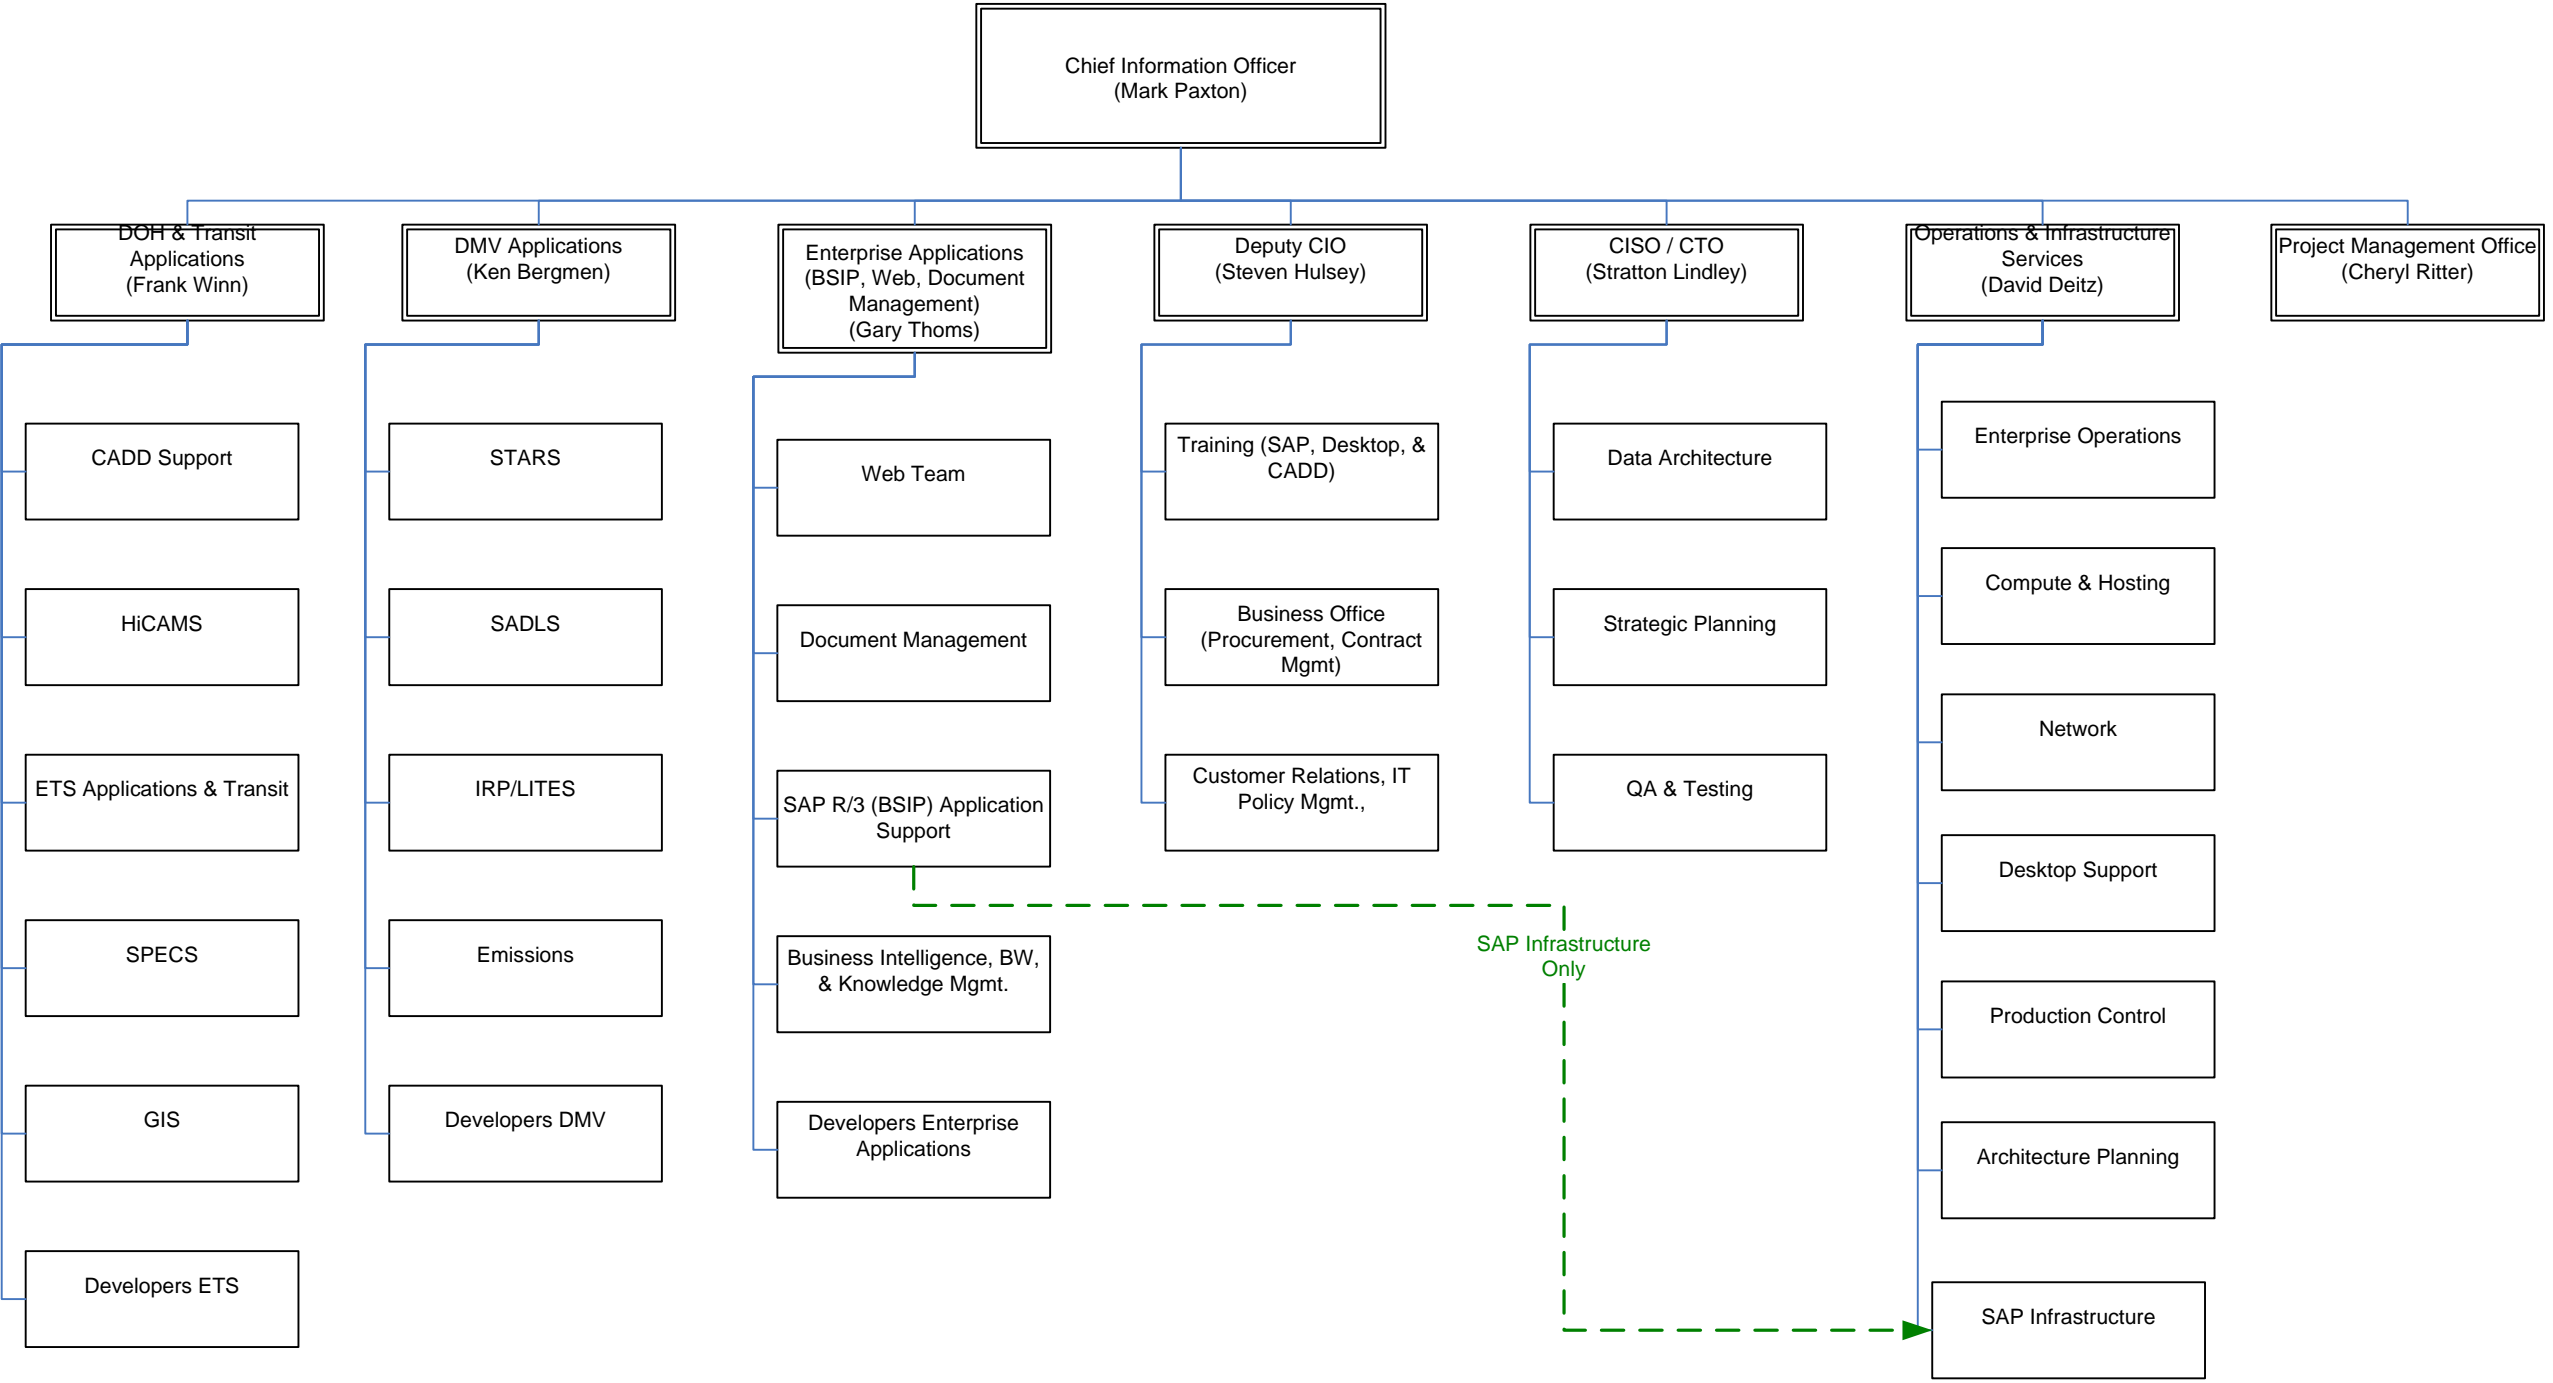 Chief Information Officer
(Mark Paxton)
DOH & Transit
Applications
(Frank Winn)
DMV Applications
(Ken Bergmen)
Enterprise Applications
(BSIP, Web, Document
Management)
(Gary Thoms)
Deputy CIO
(Steven Hulsey)
CISO / CTO
(Stratton Lindley)
Operations & Infrastructure
Services
(David Deitz)
Project Management Office
(Cheryl Ritter)
CADD Support
HiCAMS
ETS Applications & Transit
SPECS
GIS
Developers ETS
STARS
SADLS
IRP/LITES
Emissions
Developers DMV
Web Team
Document Management
SAP R/3 (BSIP) Application
Support
Business Intelligence, BW,
& Knowledge Mgmt.
Developers Enterprise
Applications
Training (SAP, Desktop, &
CADD)
Business Office
(Procurement, Contract
Mgmt)
Customer Relations, IT
Policy Mgmt.,
Data Architecture
Strategic Planning
QA & Testing
SAP Infrastructure
Only
Enterprise Operations
Compute & Hosting
Network
Desktop Support
Production Control
Architecture Planning
SAP Infrastructure